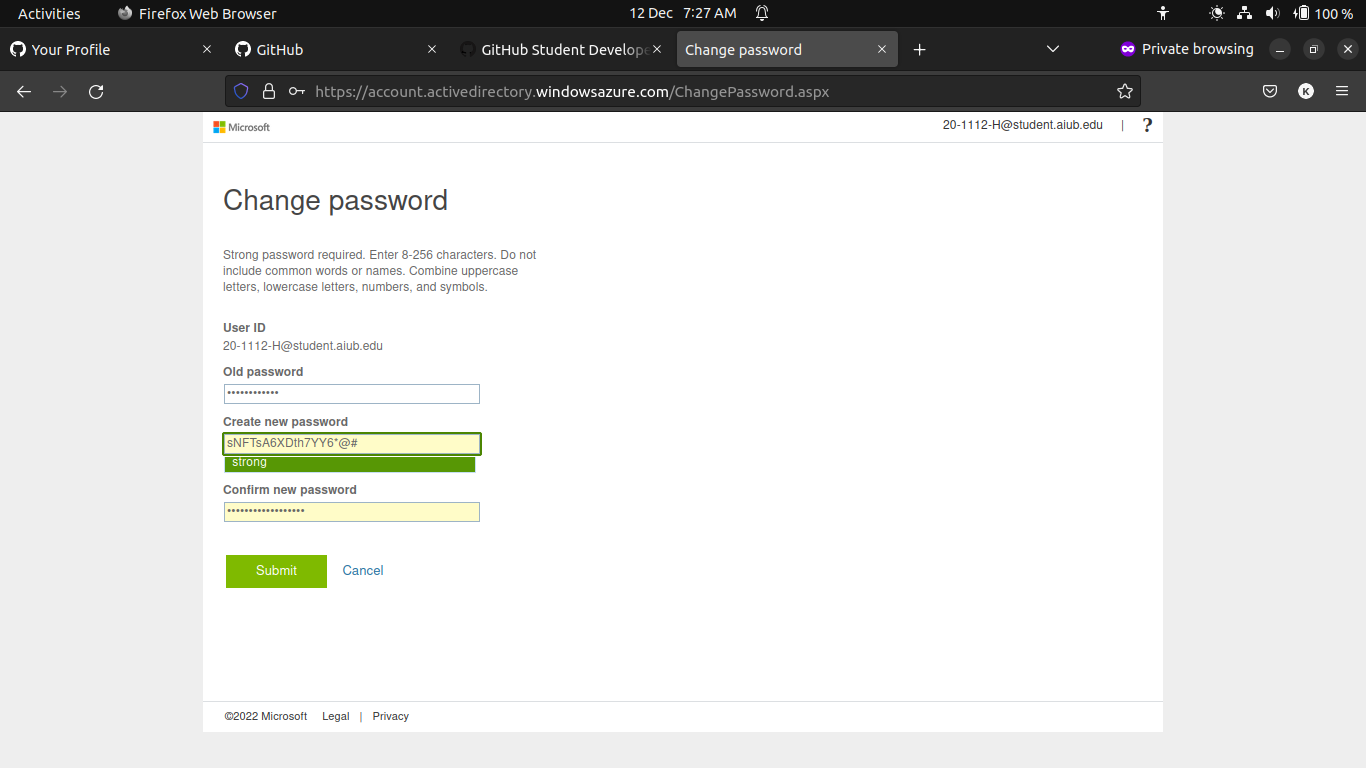 Activities Firefox Web Browser 12 Dec 7:27 AM 100 %
Your Profile GitHub GitHub Student Develope Change password Private browsing
https://account.activedirectory.windowsazure.com/ChangePassword.aspx K
Microsoft 20-1112-H@student.aiub.edu | ?
Change password
Strong password required. Enter 8-256 characters. Do not
include common words or names. Combine uppercase
letters, lowercase letters, numbers, and symbols.
User ID
20-1112-H@student.aiub.edu
Old password
••••••••••••
Create new password
sNFTsA6XDth7YY6*@#
strong
Confirm new password
••••••••••••••••••
Submit Cancel
©2022 Microsoft Legal | Privacy